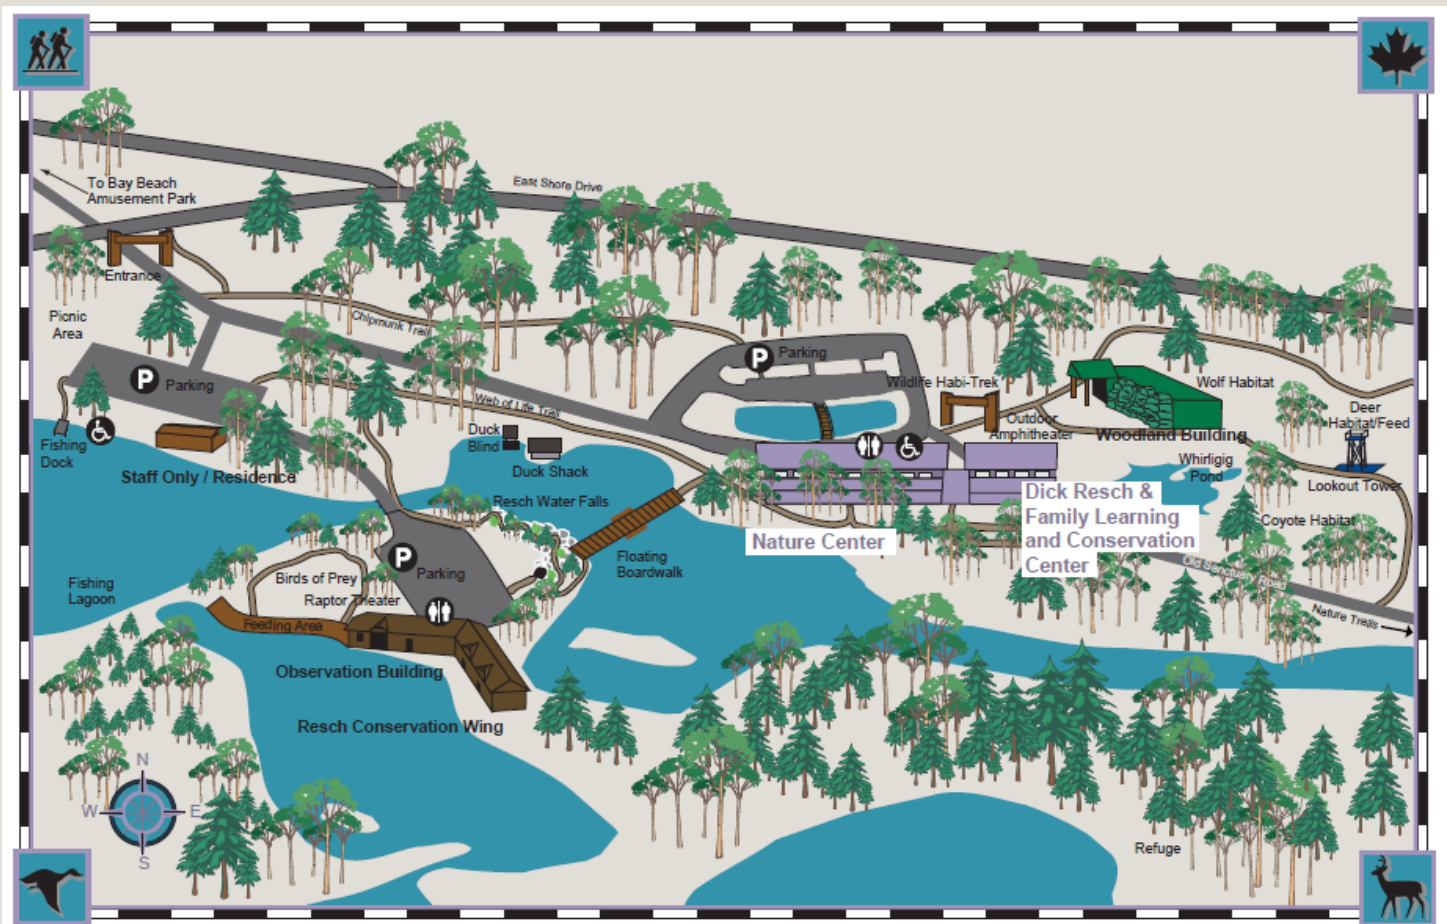 East Shore Drive
To Bay Beach
Amusement Park
Entrance
Picnic
Area
Chipmunk Trail
P
Parking
P
Parking
Wildlife Habi-Trek
Wolf Habitat
Web of Life Trail
Outdoor
Amphitheater
Woodland Building
Deer
Habitat/Feed
Fishing
Dock
Duck
Blind
Duck Shack
Staff Only / Residence
Whirligig
Pond
Lookout Tower
Resch Water Falls
Nature Center
Dick Resch &
Family Learning
and Conservation
Center
Coyote Habitat
Floating
Boardwalk
P
Parking
Old Sanctuary Road
Nature Trails
Fishing
Lagoon
Birds of Prey
Raptor Theater
Feeding Area
Observation Building
Resch Conservation Wing
N
W
E
S
Refuge